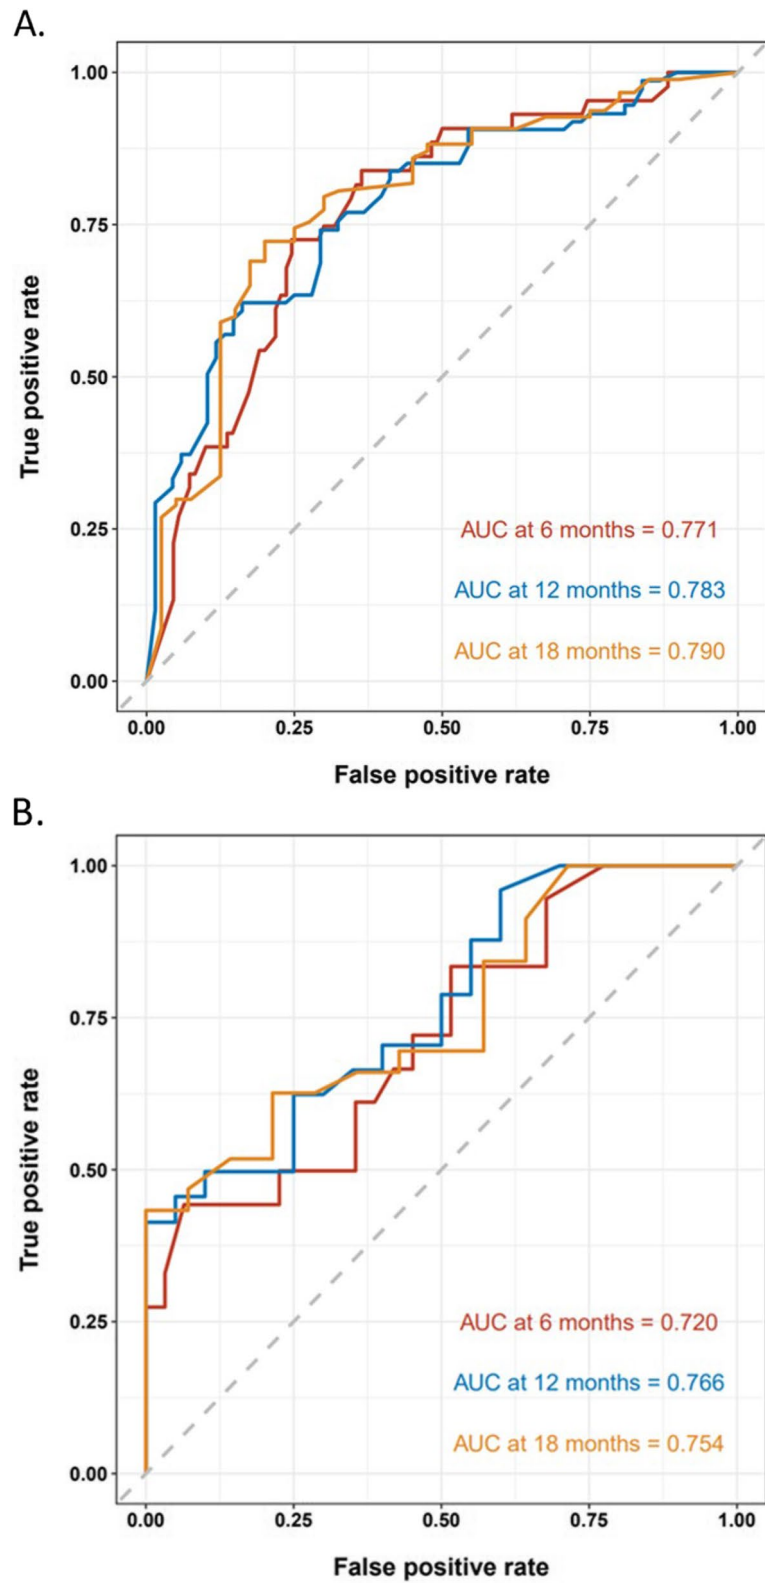 A.
1.00
0.75
0.50
0.25
0.00
True positive rate
AUC at 6 months = 0.771
AUC at 12 months = 0.783
AUC at 18 months = 0.790
0.00 0.25 0.50 0.75 1.00
False positive rate
B.
1.00
0.75
0.50
0.25
0.00
True positive rate
AUC at 6 months = 0.720
AUC at 12 months = 0.766
AUC at 18 months = 0.754
0.00 0.25 0.50 0.75 1.00
False positive rate